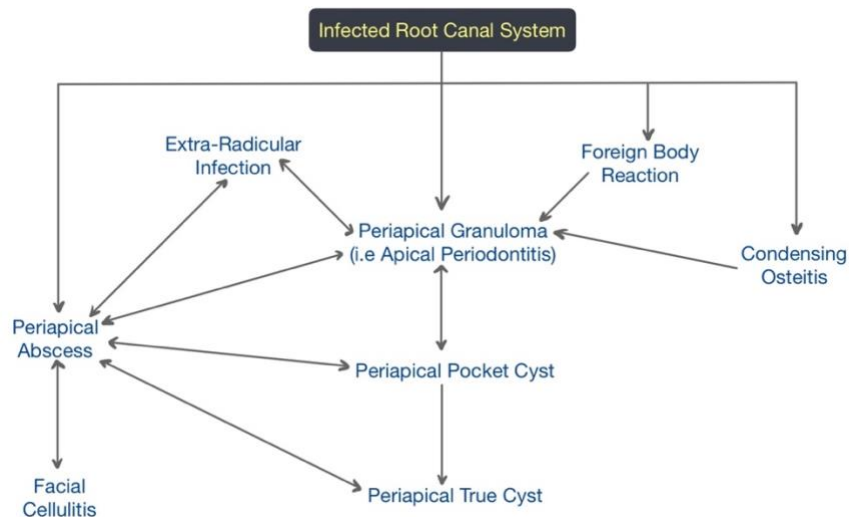 Infected Root Canal System
Extra-Radicular
Infection
Foreign Body
Reaction
Periapical Granuloma
(i.e Apical Periodontitis)
Condensing
Osteitis
Periapical
Abscess
Periapical Pocket Cyst
Facial
Cellulitis
Periapical True Cyst